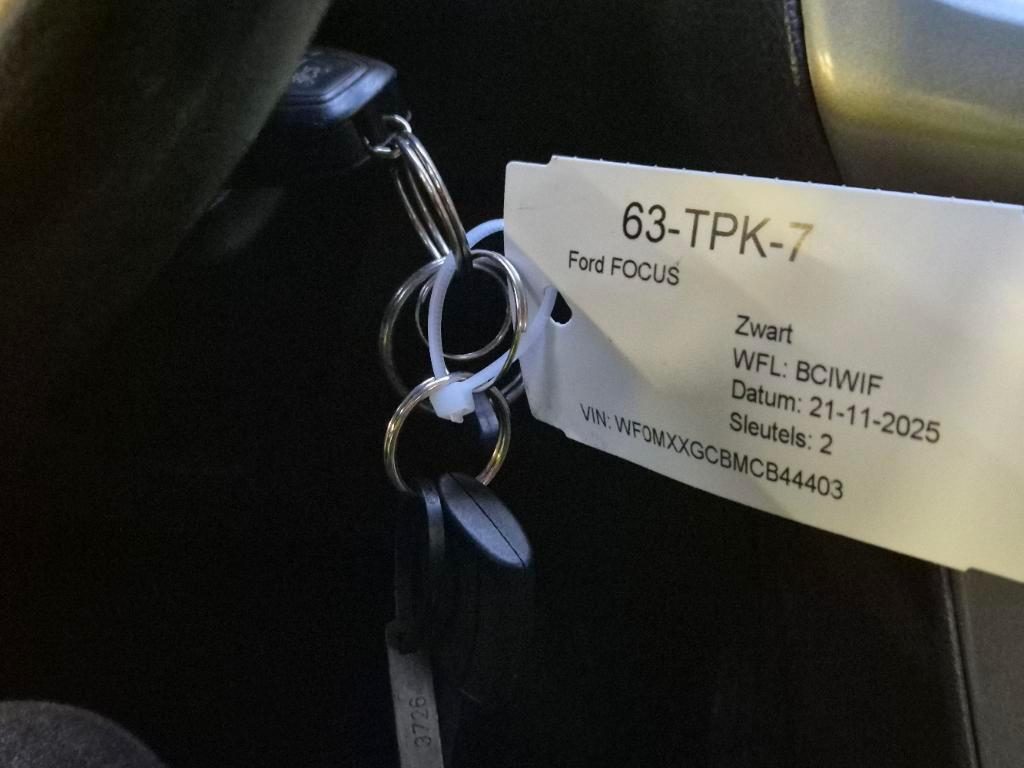 63-TPK-7
Ford FOCUS
Zwart
WFL: BCIWIF
Datum: 21-11-2025
Sleutels: 2
VIN: WF0MXXGCBMCB44403
3726